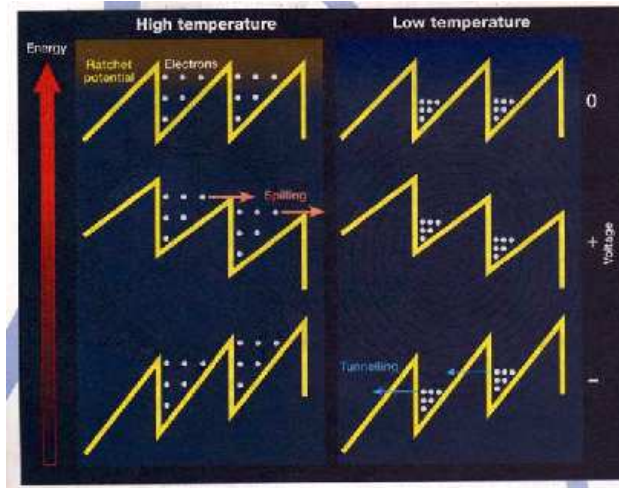 High temperature
Low temperature
Energy
Ratchet
potential
Electrons
0
Spilling
+
Voltage
Tunnelling
−